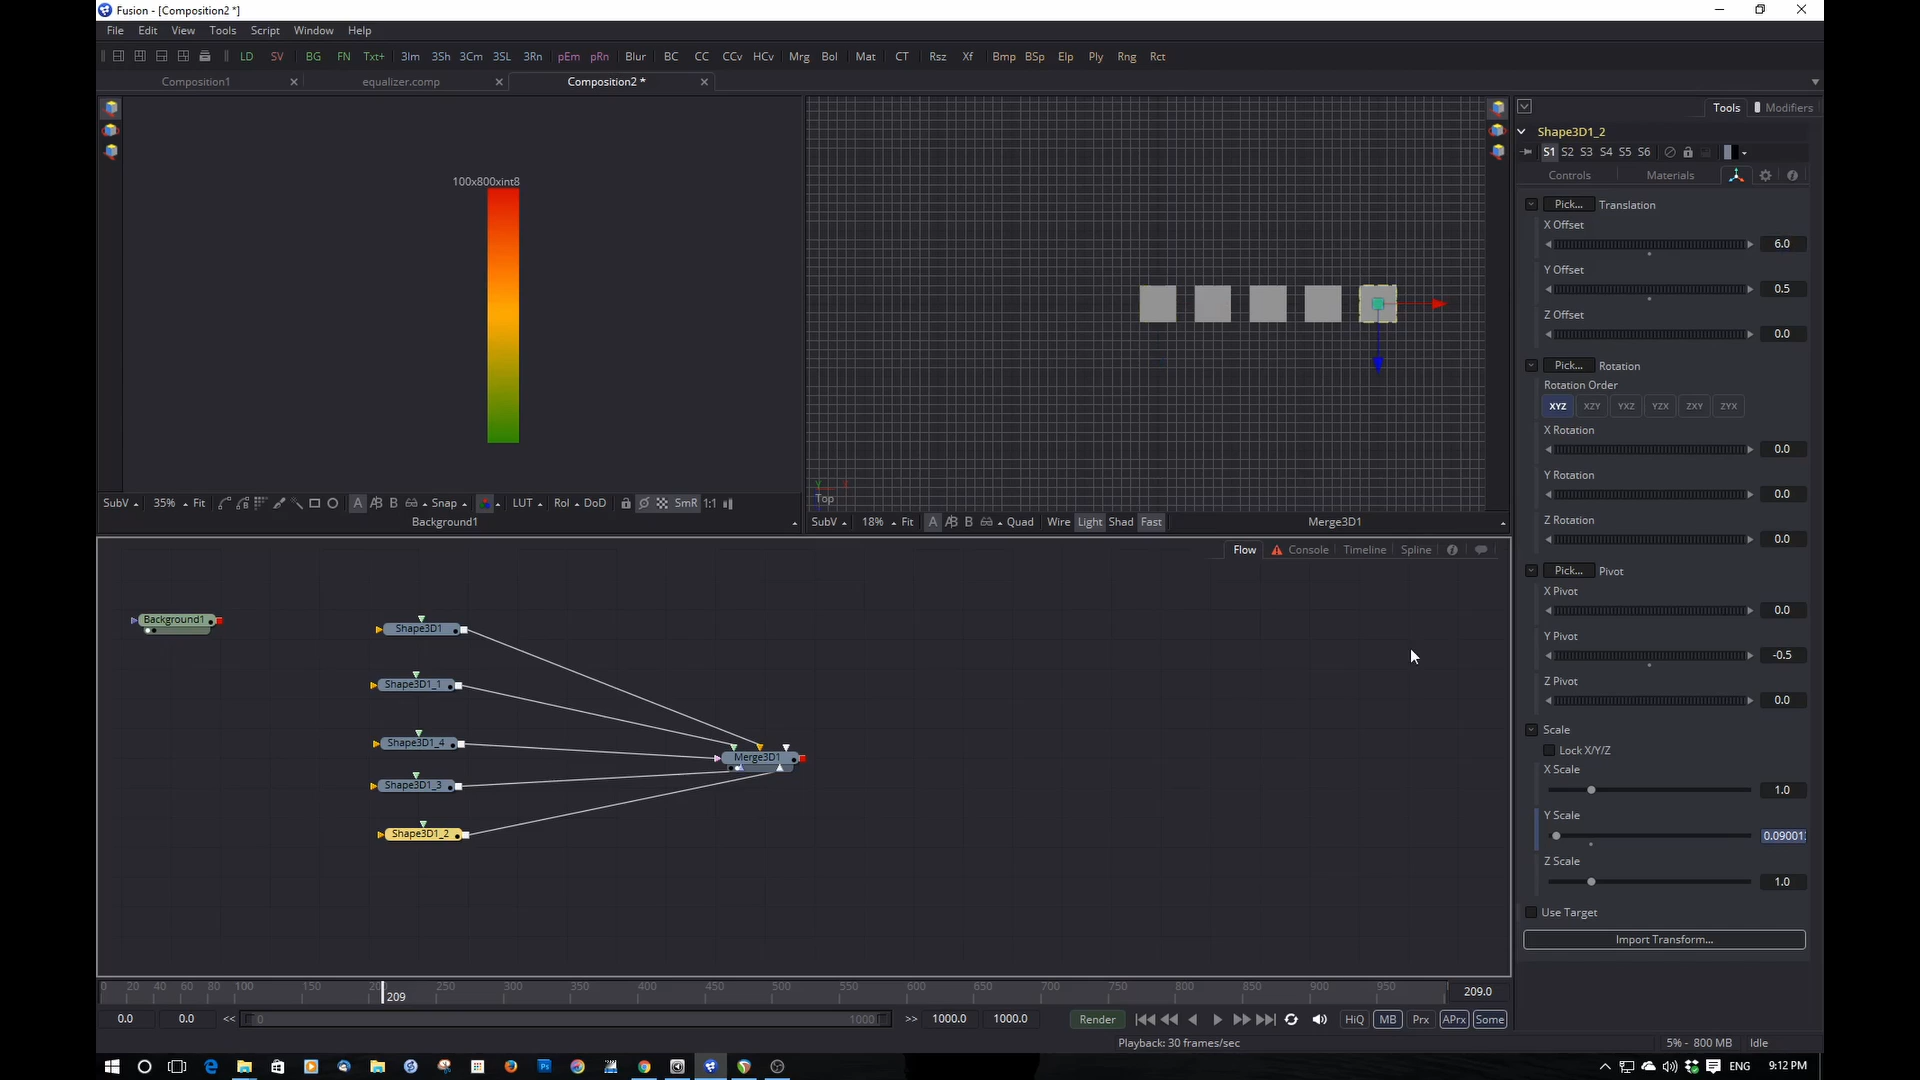 Fusion - [Composition2 *]
File Edit View Tools Script Window Help
LD SV BG FN Txt+ 3Im 3Sh 3Cm 3SL 3Rn pEm pRn Blur BC CC CCv HCv Mrg Bol Mat CT Rsz Xf Bmp BSp Elp Ply Rng Rct
Composition1 equalizer.comp Composition2 *
Tools Modifiers
Shape3D1_2
S1 S2 S3 S4 S5 S6
Controls Materials
100x800xint8
Pick... Translation
X Offset
6.0
Y Offset
0.5
Z Offset
0.0
Pick... Rotation
Rotation Order
XYZ XZY YXZ YZX ZXY ZYX
X Rotation
0.0
Y Rotation
0.0
Z Rotation
0.0
Pick... Pivot
X Pivot
0.0
Y Pivot
-0.5
Z Pivot
0.0
Scale
Lock X/Y/Z
X Scale
1.0
Y Scale
0.09001
Z Scale
1.0
Use Target
Import Transform...
Top
SubV 35% Fit A A|B B Snap LUT RoI DoD SmR 1:1
Background1
SubV 18% Fit A A|B B Quad Wire Light Shad Fast
Merge3D1
Flow Console Timeline Spline
Background1
Shape3D1
Shape3D1_1
Shape3D1_4
Merge3D1
Shape3D1_3
Shape3D1_2
0 20 40 60 80 100 150 200 250 300 350 400 450 500 550 600 650 700 750 800 850 900 950
209
209.0
0.0 0.0 << 0 1000 >> 1000.0 1000.0 Render HiQ MB Prx APrx Some
Playback: 30 frames/sec
5% - 800 MB Idle
ENG 9:12 PM